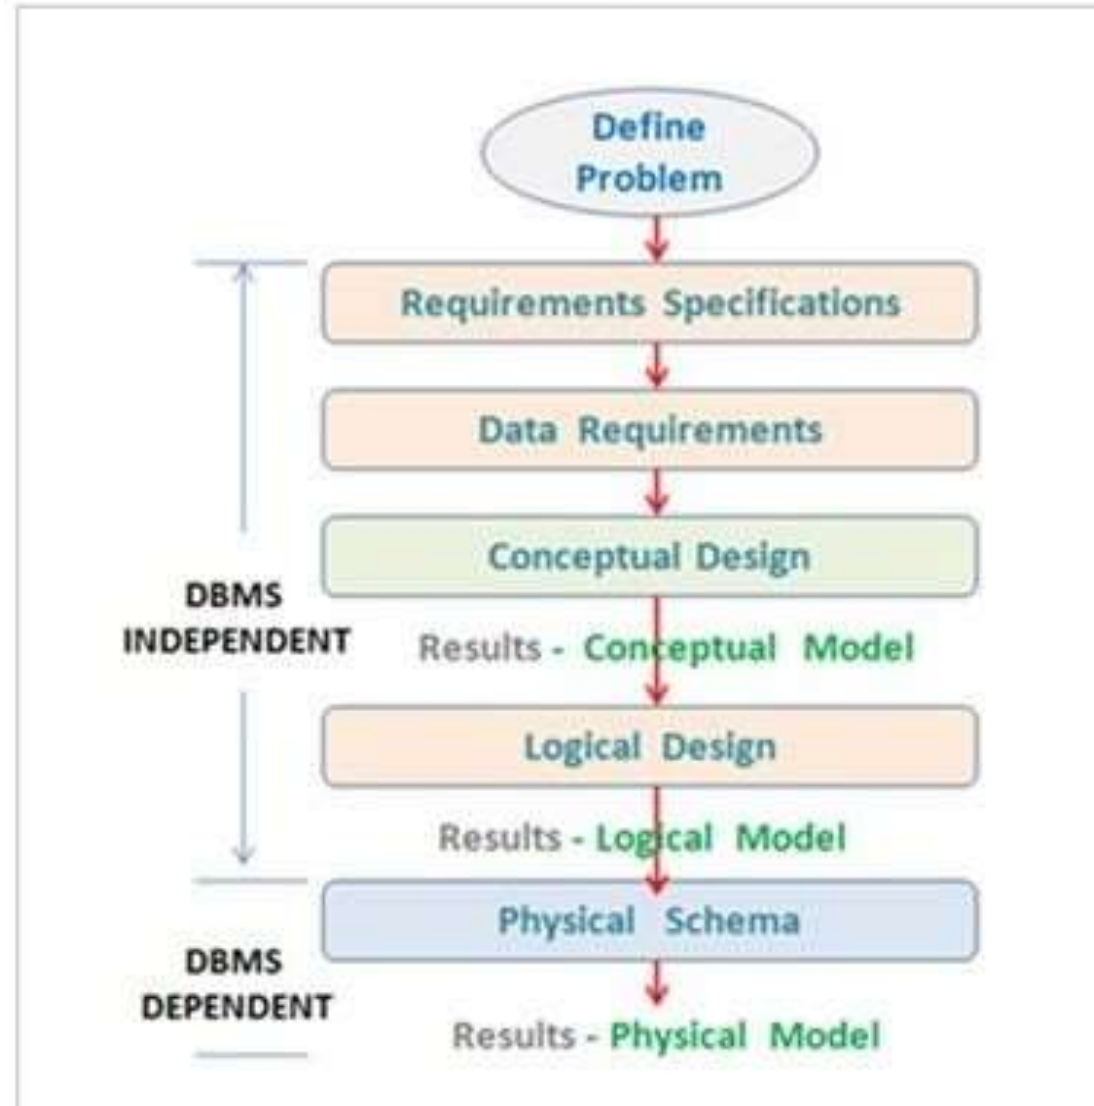 Define
Problem
Requirements Specifications
Data Requirements
Conceptual Design
DBMS
INDEPENDENT
Results - Conceptual Model
Logical Design
Results - Logical Model
Physical Schema
DBMS
DEPENDENT
Results - Physical Model